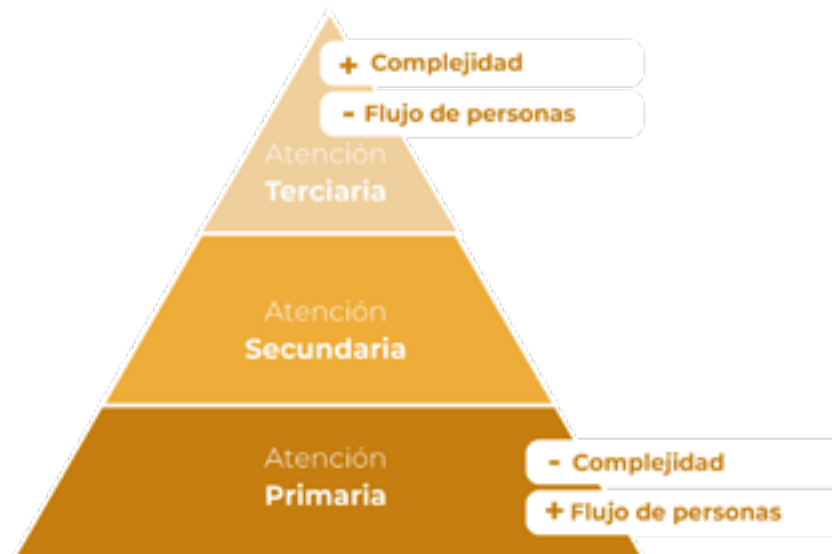 + Complejidad
- Flujo de personas
Atención
Terciaria
Atención
Secundaria
Atención
Primaria
- Complejidad
+ Flujo de personas